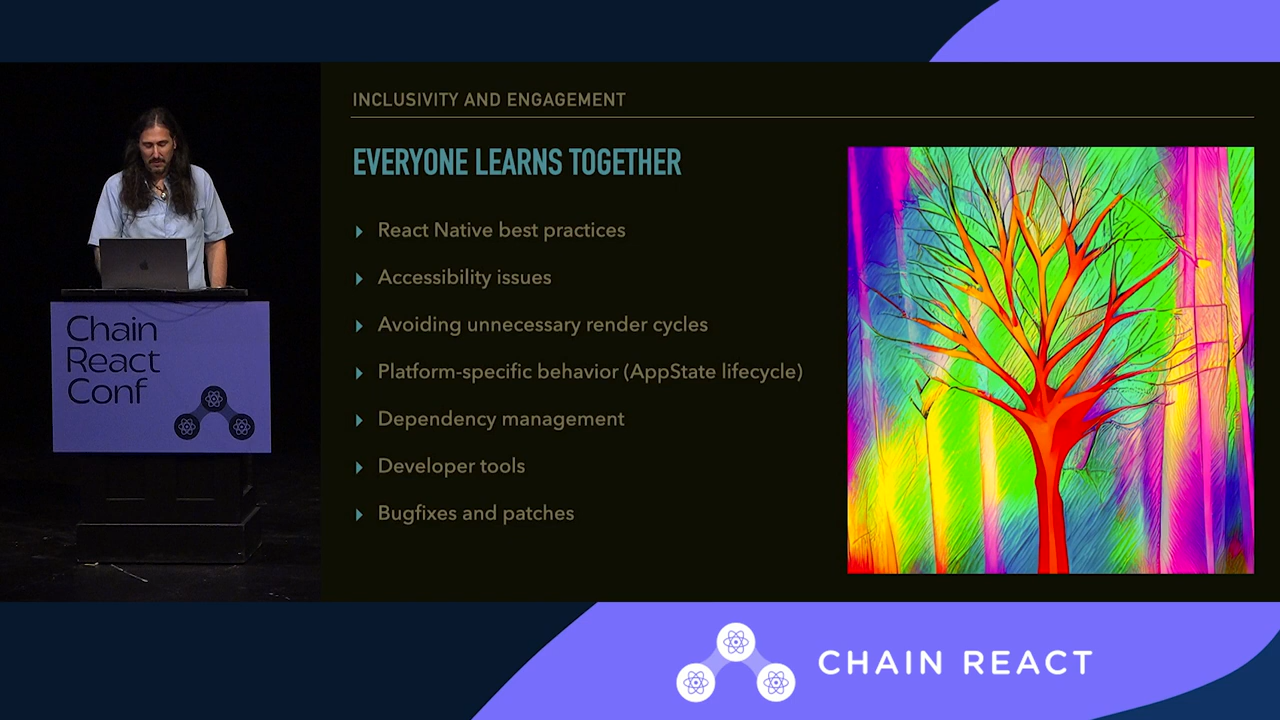 INCLUSIVITY AND ENGAGEMENT
EVERYONE LEARNS TOGETHER
React Native best practices
Accessibility issues
Avoiding unnecessary render cycles
Platform-specific behavior (AppState lifecycle)
Dependency management
Developer tools
Bugfixes and patches
Chain
React
Conf
CHAIN REACT